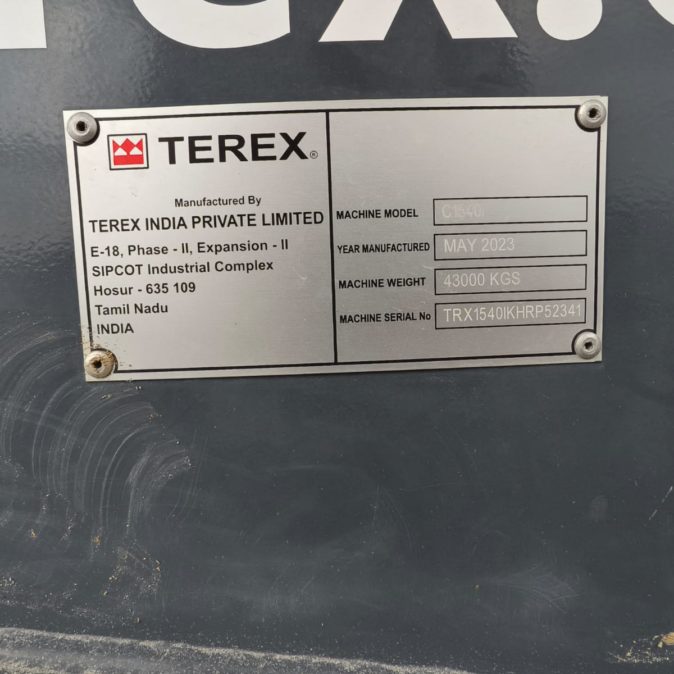 TEREX®
Manufactured By
TEREX INDIA PRIVATE LIMITED
E-18, Phase - II, Expansion - II
SIPCOT Industrial Complex
Hosur - 635 109
Tamil Nadu
INDIA
MACHINE MODEL C1540i
YEAR MANUFACTURED MAY 2023
MACHINE WEIGHT 43000 KGS
MACHINE SERIAL No TRX1540IKHRP52341